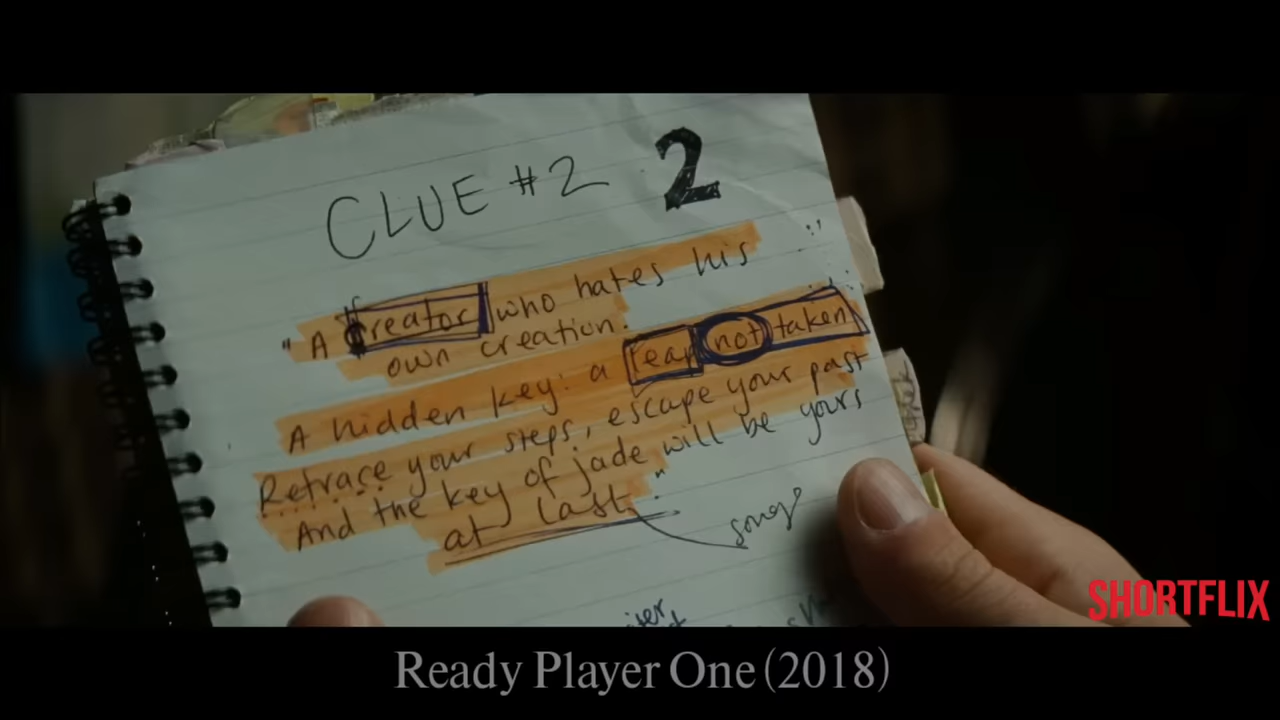 CLUE #2 2
"A creator who hates his
own creation.
A hidden key: a leap not taken
Retrace your steps, escape your past
And the key of jade will be yours
at last."
song?
SHORTFLIX
Ready Player One (2018)